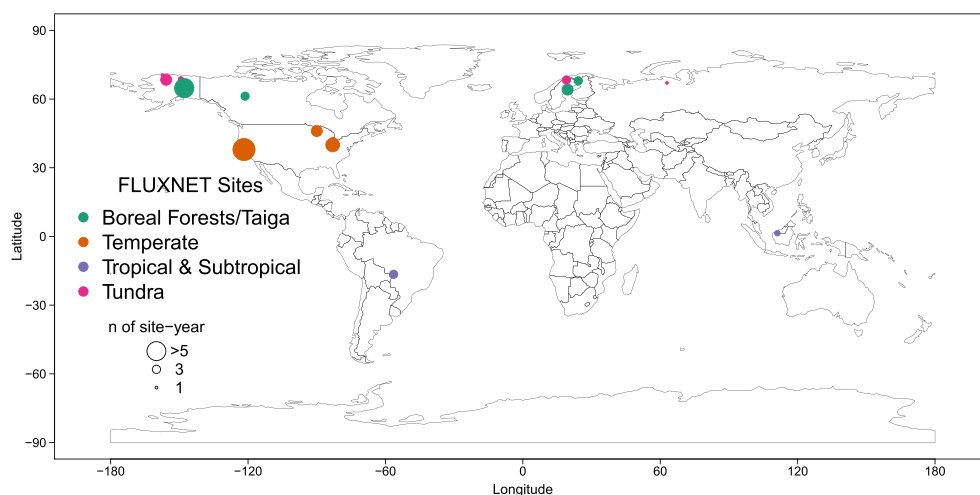 90
60
30
0
−30
−60
−90
Latitude
FLUXNET Sites
Boreal Forests/Taiga
Temperate
Tropical & Subtropical
Tundra
n of site−year
>5
3
1
−180 −120 −60 0 60 120 180
Longitude